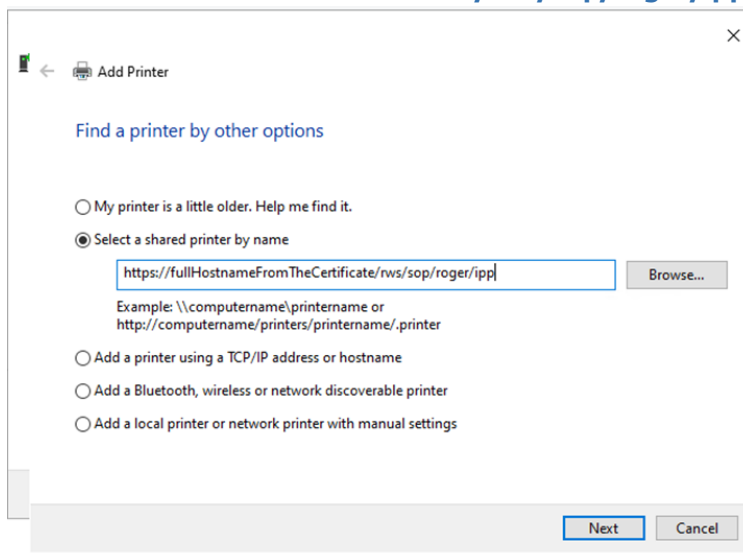 Add Printer
Find a printer by other options
My printer is a little older. Help me find it.
Select a shared printer by name
https://fullHostnameFromTheCertificate/rws/sop/roger/ipp
Browse...
Example: \\computername\printername or
http://computername/printers/printername/.printer
Add a printer using a TCP/IP address or hostname
Add a Bluetooth, wireless or network discoverable printer
Add a local printer or network printer with manual settings
Next
Cancel